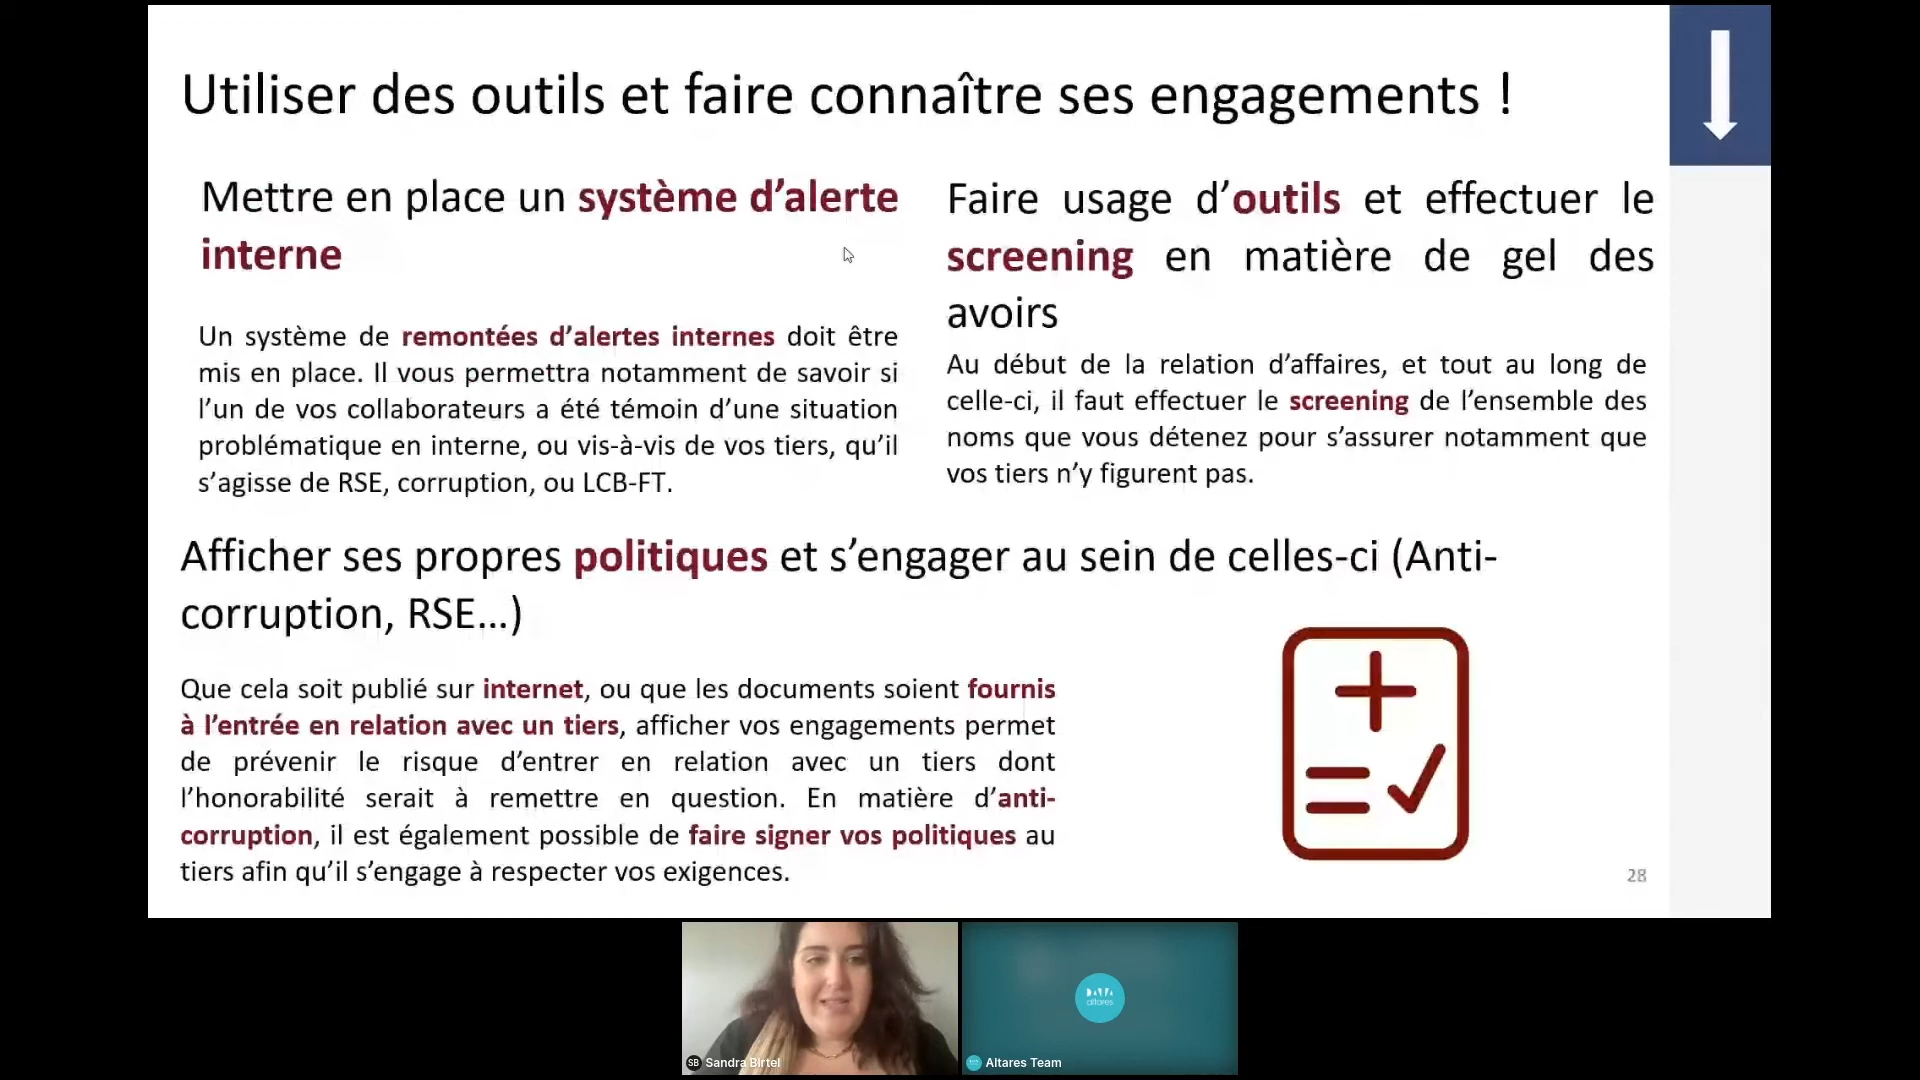 Utiliser des outils et faire connaître ses engagements !
Mettre en place un système d’alerte
interne
Un système de remontées d’alertes internes doit être
mis en place. Il vous permettra notamment de savoir si
l’un de vos collaborateurs a été témoin d’une situation
problématique en interne, ou vis-à-vis de vos tiers, qu’il
s’agisse de RSE, corruption, ou LCB-FT.
Faire usage d’outils et effectuer le
screening en matière de gel des
avoirs
Au début de la relation d’affaires, et tout au long de
celle-ci, il faut effectuer le screening de l’ensemble des
noms que vous détenez pour s’assurer notamment que
vos tiers n’y figurent pas.
Afficher ses propres politiques et s’engager au sein de celles-ci (Anti-
corruption, RSE…)
Que cela soit publié sur internet, ou que les documents soient fournis
à l’entrée en relation avec un tiers, afficher vos engagements permet
de prévenir le risque d’entrer en relation avec un tiers dont
l’honorabilité serait à remettre en question. En matière d’anti-
corruption, il est également possible de faire signer vos politiques au
tiers afin qu’il s’engage à respecter vos exigences.
28
altares
SB Sandra Birtel
Altares Team